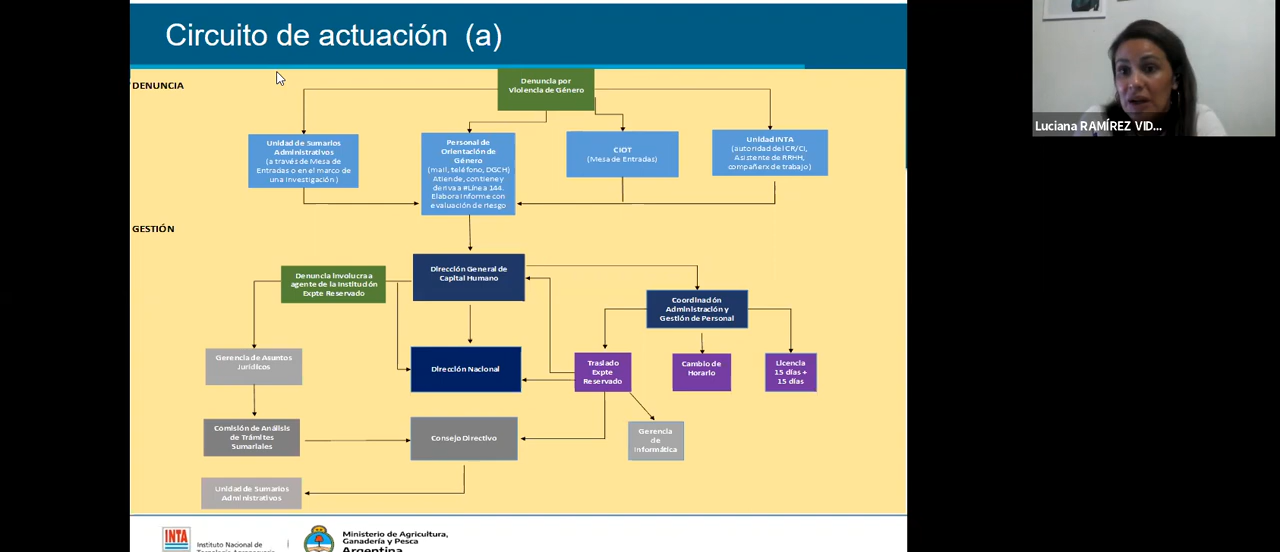 Circuito de actuación (a)
DENUNCIA
Denuncia por
Violencia de Género
Unidad de Sumarios
Administrativos
(a través de Mesa de
Entradas o en el marco de
una investigación )
Personal de
Orientación de
Género
(mail, teléfono, DGCH)
Atiende, contiene y
deriva a #Línea 144.
Elabora Informe con
evaluación de riesgo
CIOT
(Mesa de Entradas)
Unidad INTA
(autoridad del CR/CI,
Asistente de RRHH,
compañerx de trabajo)
GESTIÓN
Denuncia involucra a
agente de la Institución
Expte Reservado
Dirección General de
Capital Humano
Coordinación
Administración y
Gestión de Personal
Gerencia de Asuntos
Jurídicos
Dirección Nacional
Traslado
Expte
Reservado
Cambio de
Horario
Licencia
15 días +
15 días
Comisión de Análisis
de Trámites
Sumariales
Consejo Directivo
Gerencia
de
Informática
Unidad de Sumarios
Administrativos
INTA
Instituto Nacional de
Tecnología Agropecuaria
Ministerio de Agricultura,
Ganadería y Pesca
Argentina
Luciana RAMÍREZ VID...